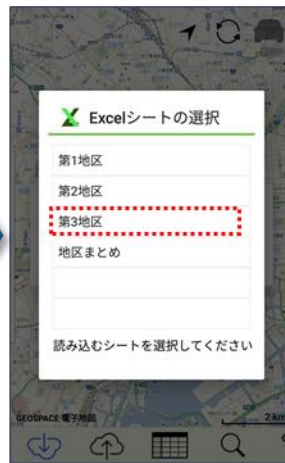 Excelシートの選択
第1地区
第2地区
第3地区
地区まとめ
読み込むシートを選択してください
GEOSPACE 電子地図
2 km